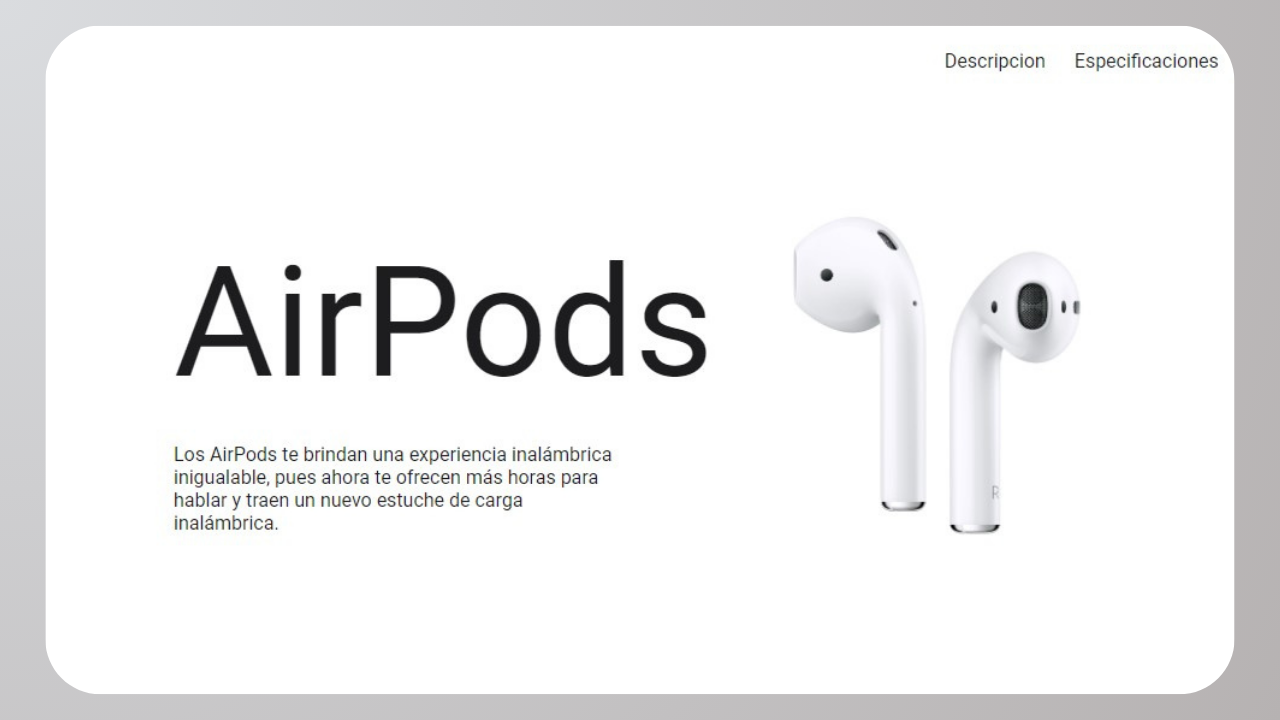 Descripcion Especificaciones
AirPods
Los AirPods te brindan una experiencia inalámbrica
inigualable, pues ahora te ofrecen más horas para
hablar y traen un nuevo estuche de carga
inalámbrica.
R